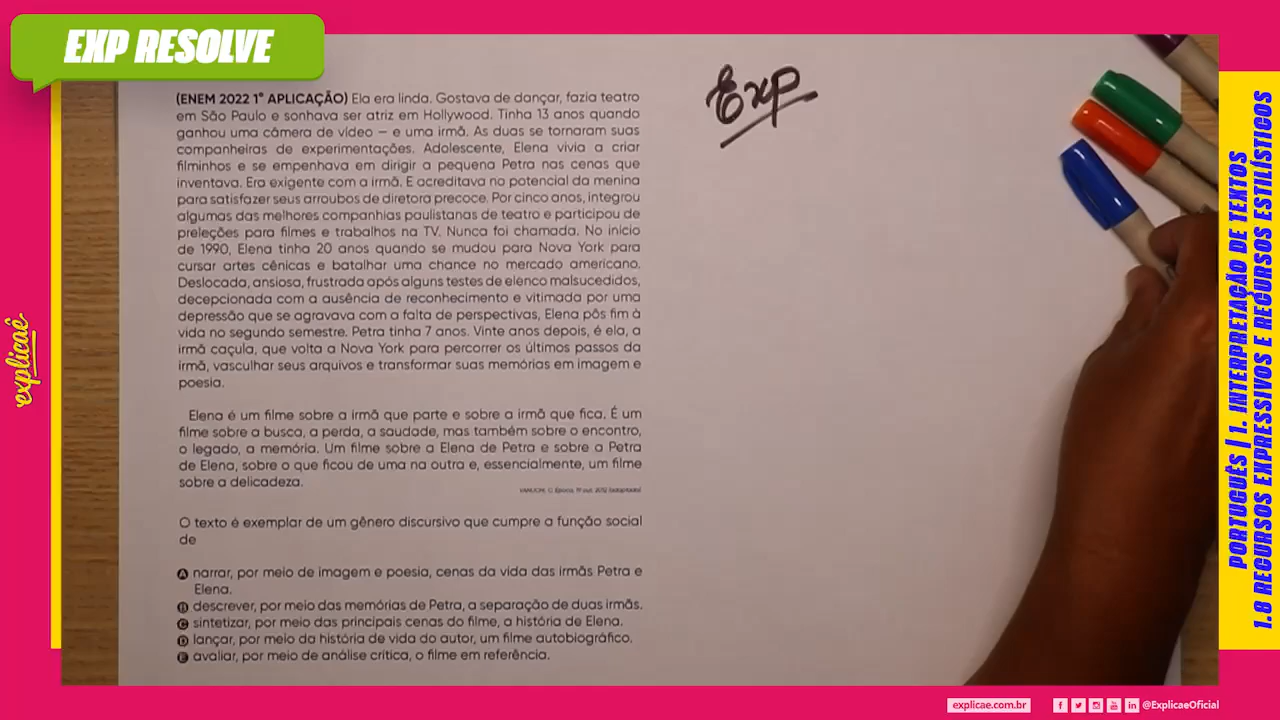 EXP RESOLVE
(ENEM 2022 1° APLICAÇÃO) Ela era linda. Gostava de dançar, fazia teatro
em São Paulo e sonhava ser atriz em Hollywood. Tinha 13 anos quando
ganhou uma câmera de vídeo — e uma irmã. As duas se tornaram suas
companheiras de experimentações. Adolescente, Elena vivia a criar
filminhos e se empenhava em dirigir a pequena Petra nas cenas que
inventava. Era exigente com a irmã. E acreditava no potencial da menina
para satisfazer seus arroubos de diretora precoce. Por cinco anos, integrou
algumas das melhores companhias paulistanas de teatro e participou de
preleções para filmes e trabalhos na TV. Nunca foi chamada. No início
de 1990, Elena tinha 20 anos quando se mudou para Nova York para
cursar artes cênicas e batalhar uma chance no mercado americano.
Deslocada, ansiosa, frustrada após alguns testes de elenco malsucedidos,
decepcionada com a ausência de reconhecimento e vitimada por uma
depressão que se agravava com a falta de perspectivas, Elena pôs fim à
vida no segundo semestre. Petra tinha 7 anos. Vinte anos depois, é ela, a
irmã caçula, que volta a Nova York para percorrer os últimos passos da
irmã, vasculhar seus arquivos e transformar suas memórias em imagem e
poesia.
Elena é um filme sobre a irmã que parte e sobre a irmã que fica. É um
filme sobre a busca, a perda, a saudade, mas também sobre o encontro,
o legado, a memória. Um filme sobre a Elena de Petra e sobre a Petra
de Elena, sobre o que ficou de uma na outra e, essencialmente, um filme
sobre a delicadeza.
VANUCHI, C. Época, 19 out. 2012 (adaptado).
O texto é exemplar de um gênero discursivo que cumpre a função social
de
A narrar, por meio de imagem e poesia, cenas da vida das irmãs Petra e
Elena.
B descrever, por meio das memórias de Petra, a separação de duas irmãs.
C sintetizar, por meio das principais cenas do filme, a história de Elena.
D lançar, por meio da história de vida do autor, um filme autobiográfico.
E avaliar, por meio de análise crítica, o filme em referência.
Exp
explicaê
PORTUGUÊS | 1. INTERPRETAÇÃO DE TEXTOS
1.8 RECURSOS EXPRESSIVOS E RECURSOS ESTILÍSTICOS
explicae.com.br
@ExplicaeOficial